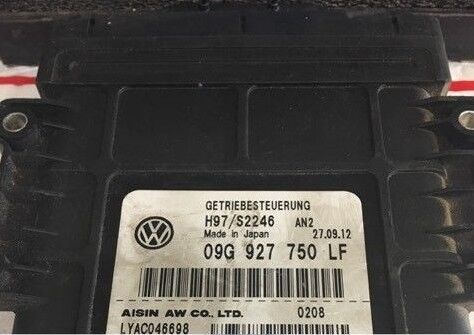 GETRIEBESTEUERUNG
H97/S2246 AN2
Made in Japan 27.09.12
09G 927 750 LF
AISIN AW CO., LTD. 0208
LYAC046698